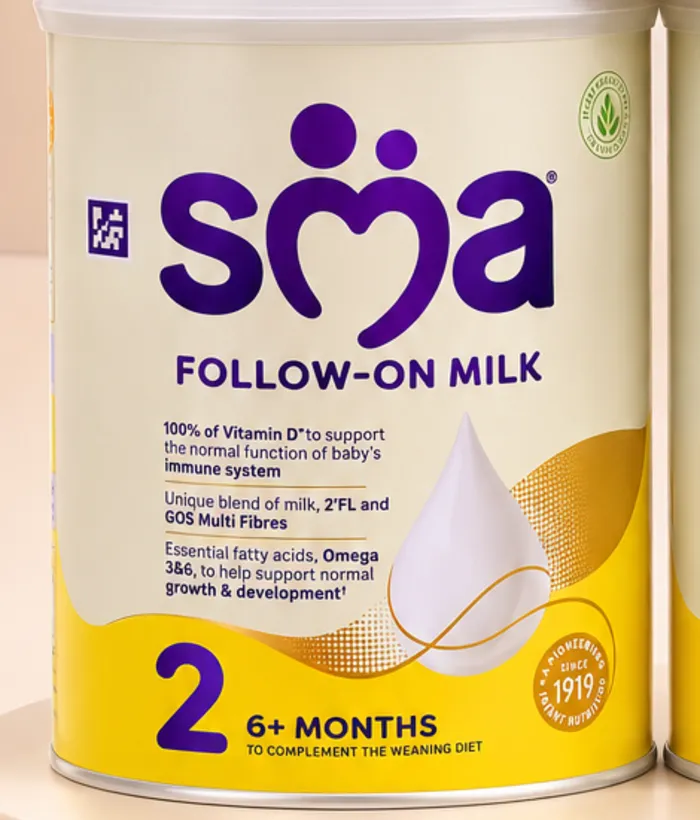 sma®
FOLLOW-ON MILK
100% of Vitamin D* to support
the normal function of baby's
immune system
Unique blend of milk, 2'FL and
GOS Multi Fibres
Essential fatty acids, Omega
3&6, to help support normal
growth & development†
SINCE
1919
2
6+ MONTHS
TO COMPLEMENT THE WEANING DIET